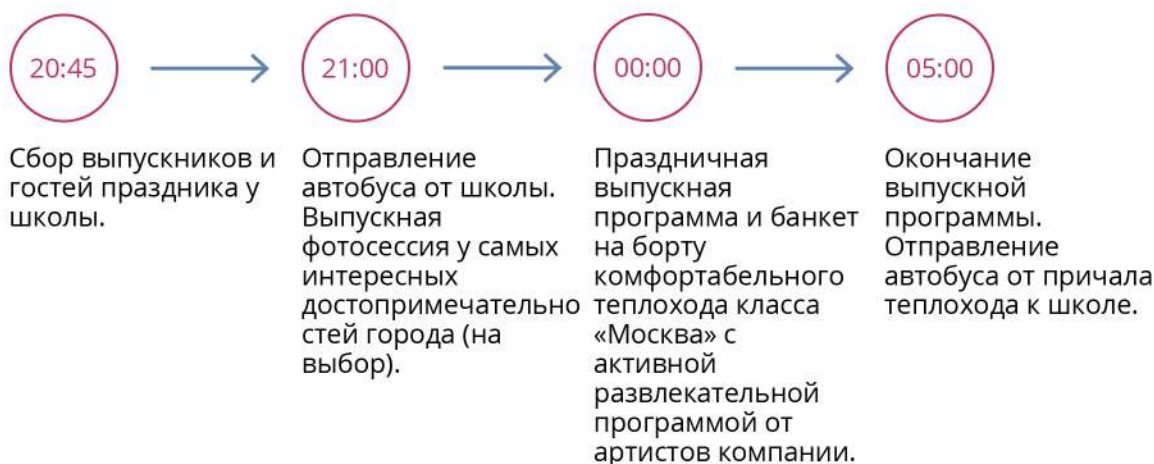 20:45
21:00
00:00
05:00
Сбор выпускников и
гостей праздника у
школы.
Отправление
автобуса от школы.
Выпускная
фотосессия у самых
интересных
достопримечательно
стей города (на
выбор).
Праздничная
выпускная
программа и банкет
на борту
комфортабельного
теплохода класса
«Москва» с
активной
развлекательной
программой от
артистов компании.
Окончание
выпускной
программы.
Отправление
автобуса от причала
теплохода к школе.